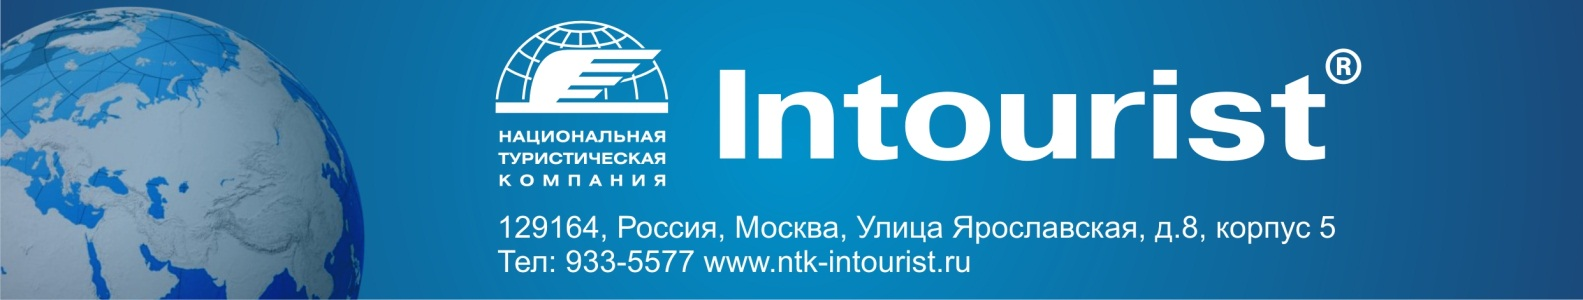 НАЦИОНАЛЬНАЯ
ТУРИСТИЧЕСКАЯ
КОМПАНИЯ
Intourist®
129164, Россия, Москва, Улица Ярославская, д.8, корпус 5
Тел: 933-5577 www.ntk-intourist.ru